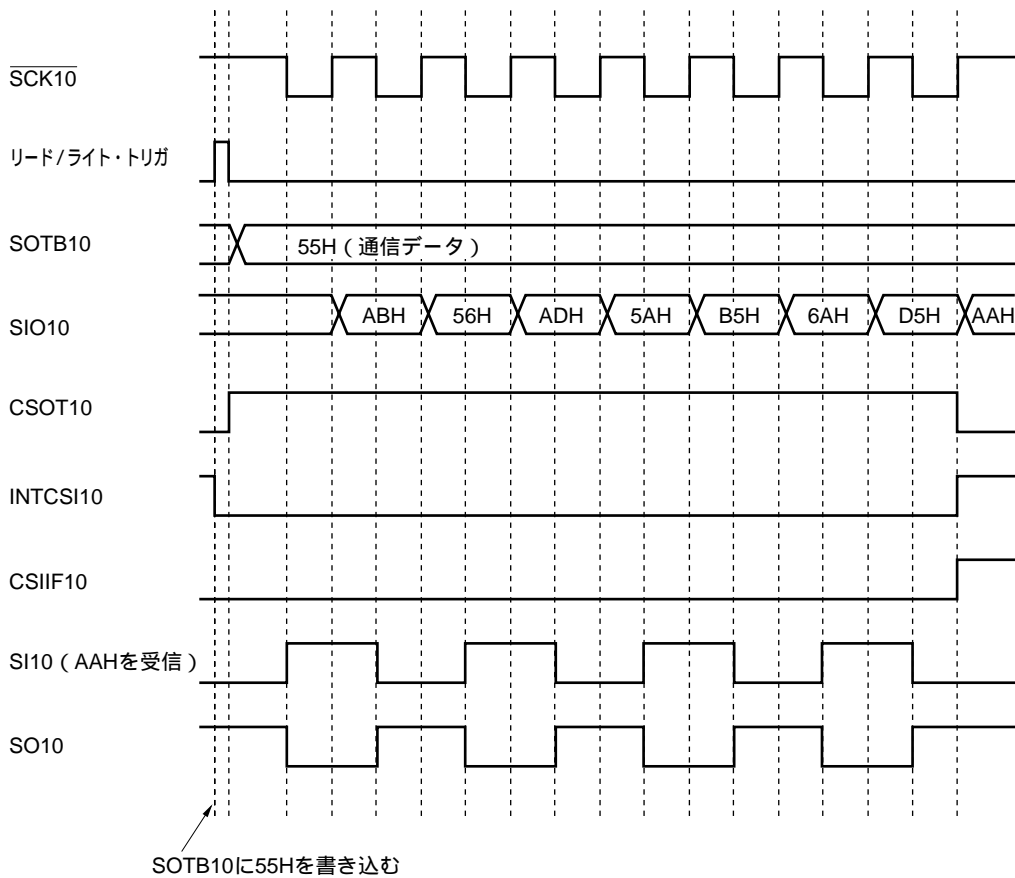 SCK10
リード/ライト・トリガ
SOTB10
55H(通信データ)
SIO10
ABH 56H ADH 5AH B5H 6AH D5H AAH
CSOT10
INTCSI10
CSIIF10
SI10(AAHを受信)
SO10
SOTB10に55Hを書き込む